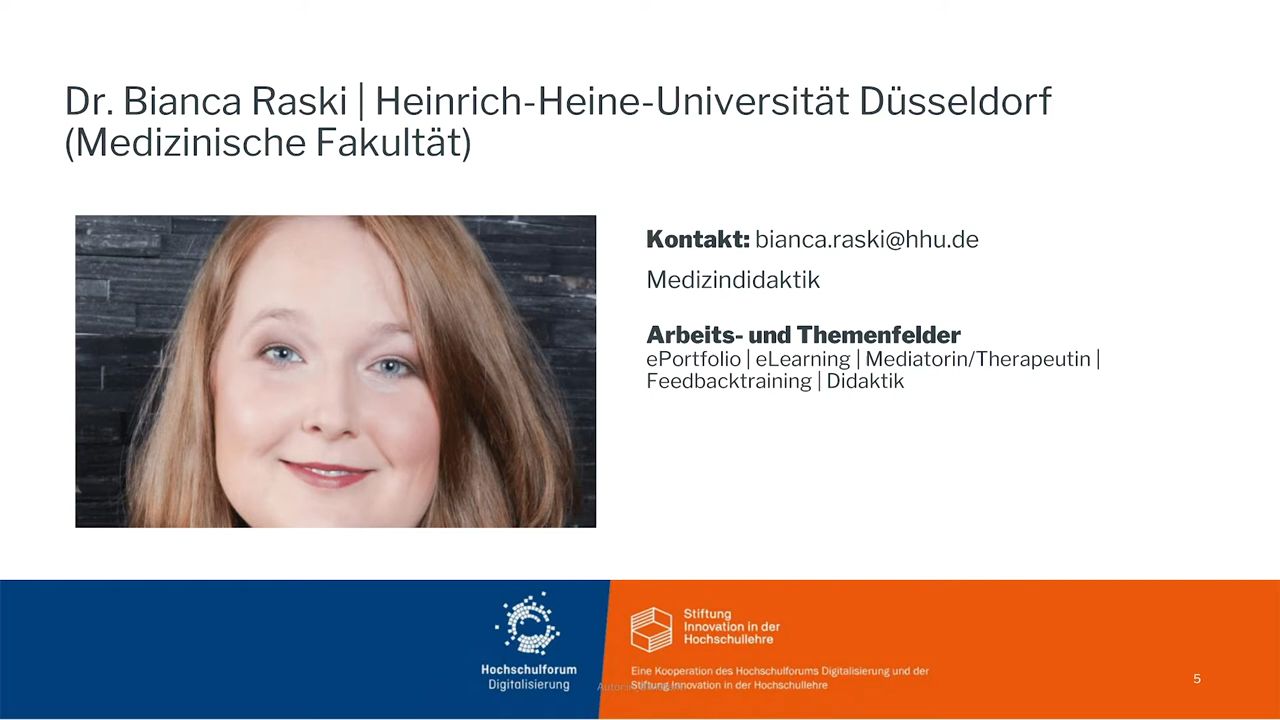 Dr. Bianca Raski | Heinrich-Heine-Universität Düsseldorf
(Medizinische Fakultät)
Kontakt: bianca.raski@hhu.de
Medizindidaktik
Arbeits- und Themenfelder
ePortfolio | eLearning | Mediatorin/Therapeutin |
Feedbacktraining | Didaktik
Hochschulforum
Digitalisierung
Stiftung
Innovation in der
Hochschullehre
Eine Kooperation des Hochschulforums Digitalisierung und der
Stiftung Innovation in der Hochschullehre
5